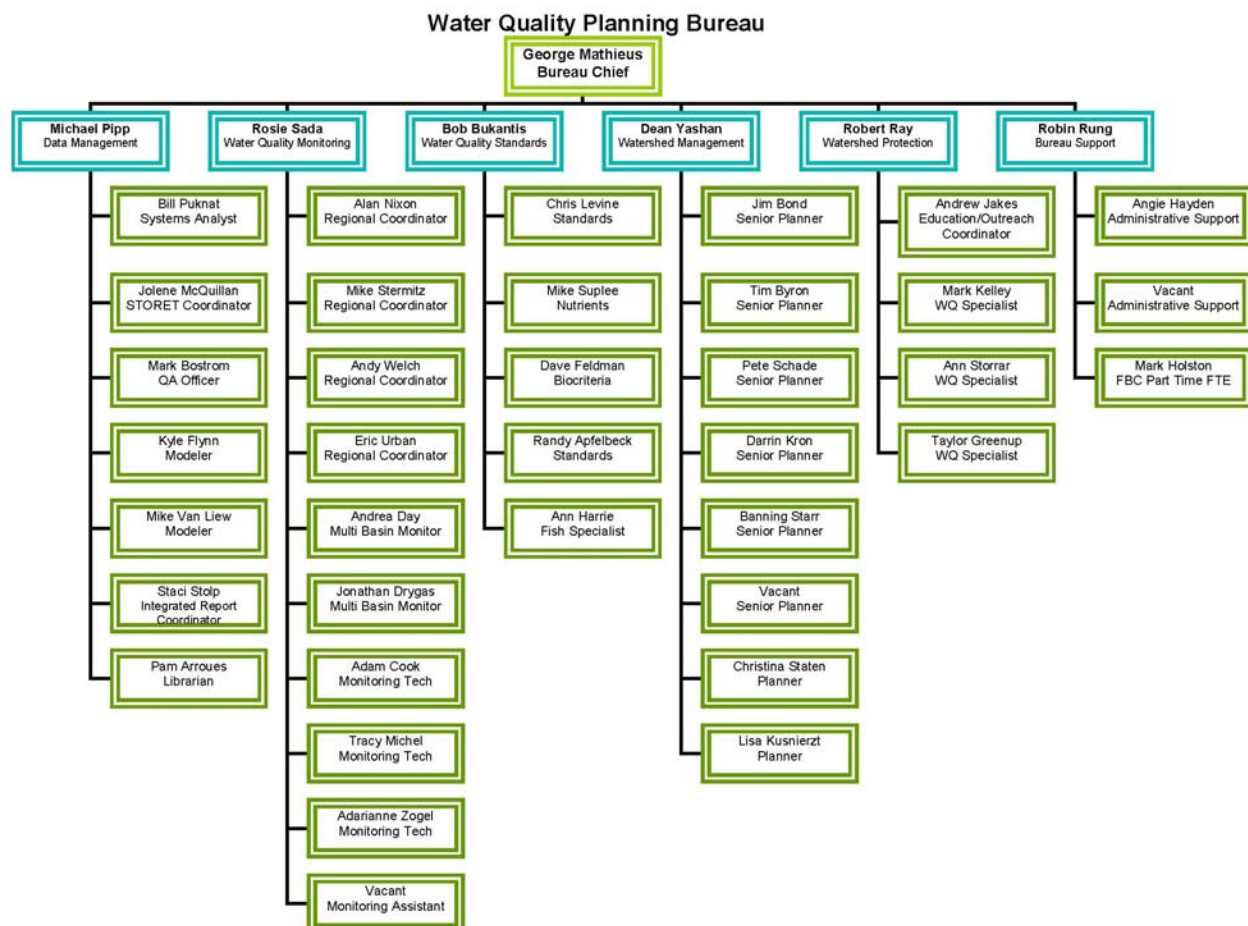 Water Quality Planning Bureau
George Mathieus
Bureau Chief
Michael Pipp
Data Management
Bill Puknat
Systems Analyst
Jolene McQuillan
STORET Coordinator
Mark Bostrom
QA Officer
Kyle Flynn
Modeler
Mike Van Liew
Modeler
Staci Stolp
Integrated Report
Coordinator
Pam Arroues
Librarian
Rosie Sada
Water Quality Monitoring
Alan Nixon
Regional Coordinator
Mike Stermitz
Regional Coordinator
Andy Welch
Regional Coordinator
Eric Urban
Regional Coordinator
Andrea Day
Multi Basin Monitor
Jonathan Drygas
Multi Basin Monitor
Adam Cook
Monitoring Tech
Tracy Michel
Monitoring Tech
Adarianne Zogel
Monitoring Tech
Vacant
Monitoring Assistant
Bob Bukantis
Water Quality Standards
Chris Levine
Standards
Mike Suplee
Nutrients
Dave Feldman
Biocriteria
Randy Apfelbeck
Standards
Ann Harrie
Fish Specialist
Dean Yashan
Watershed Management
Jim Bond
Senior Planner
Tim Byron
Senior Planner
Pete Schade
Senior Planner
Darrin Kron
Senior Planner
Banning Starr
Senior Planner
Vacant
Senior Planner
Christina Staten
Planner
Lisa Kusnierzt
Planner
Robert Ray
Watershed Protection
Andrew Jakes
Education/Outreach
Coordinator
Mark Kelley
WQ Specialist
Ann Storrar
WQ Specialist
Taylor Greenup
WQ Specialist
Robin Rung
Bureau Support
Angie Hayden
Administrative Support
Vacant
Administrative Support
Mark Holston
FBC Part Time FTE